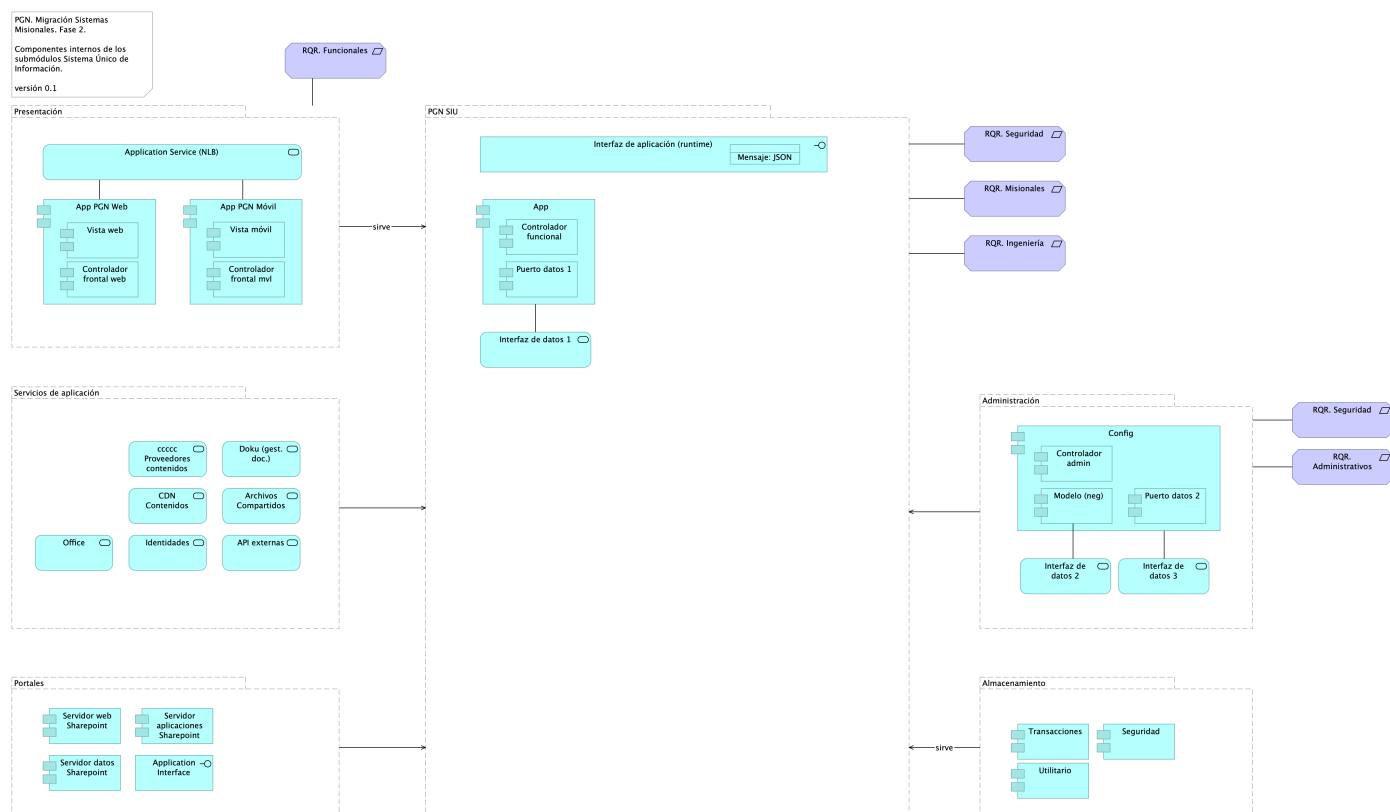 PGN. Migración Sistemas
Misionales. Fase 2.
Componentes internos de los
submódulos Sistema Único de
Información.
versión 0.1
RQR. Funcionales
Presentación
Application Service (NLB)
App PGN Web
Vista web
Controlador
frontal web
App PGN Móvil
Vista móvil
Controlador
frontal mvl
sirve
PGN SIU
Interfaz de aplicación (runtime)
Mensaje: JSON
App
Controlador
funcional
Puerto datos 1
Interfaz de datos 1
RQR. Seguridad
RQR. Misionales
RQR. Ingeniería
Servicios de aplicación
ccccc
Proveedores
contenidos
Doku (gest.
doc.)
CDN
Contenidos
Archivos
Compartidos
Office
Identidades
API externas
Administración
Config
Controlador
admin
Modelo (neg)
Puerto datos 2
Interfaz de
datos 2
Interfaz de
datos 3
RQR. Seguridad
RQR.
Administrativos
Portales
Servidor web
Sharepoint
Servidor
aplicaciones
Sharepoint
Servidor datos
Sharepoint
Application
Interface
sirve
Almacenamiento
Transacciones
Seguridad
Utilitario